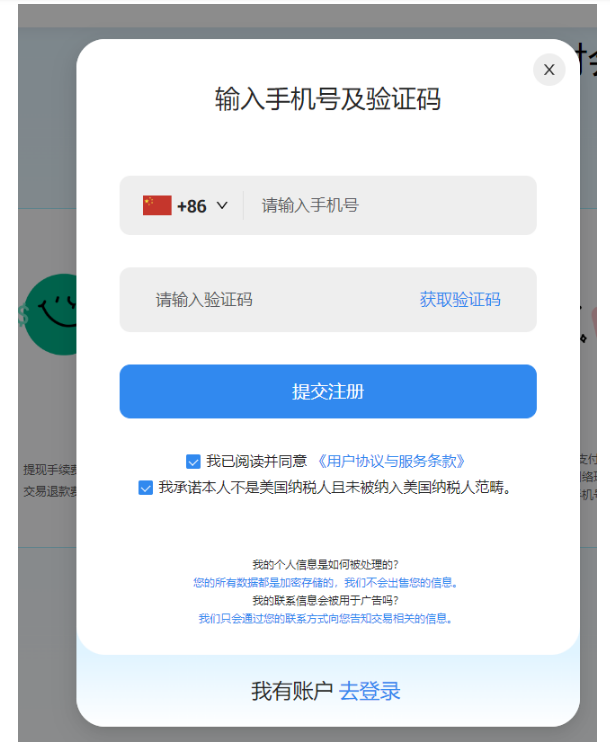 X
输入手机号及验证码
+86
请输入手机号
请输入验证码
获取验证码
提交注册
我已阅读并同意 《用户协议与服务条款》
我承诺本人不是美国纳税人且未被纳入美国纳税人范畴。
提现手续费
交易退款费
支付
我的个人信息是如何被处理的?
您的所有数据都是加密存储的，我们不会出售您的信息。
我的联系信息会被用于广告吗?
我们只会通过您的联系方式向您告知交易相关的信息。
我有账户 去登录